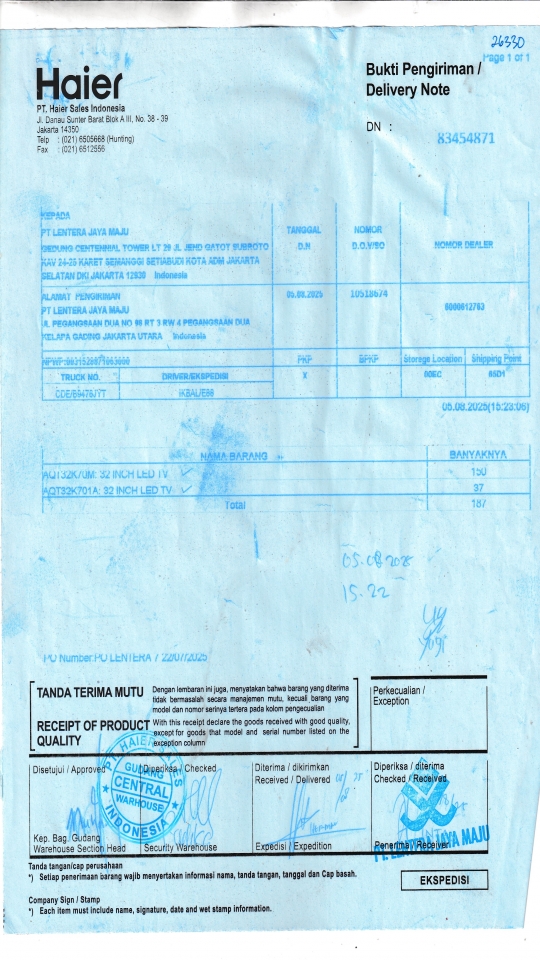 26330
Page 1 of 1
Haier
PT. Haier Sales Indonesia
Jl. Danau Sunter Barat Blok A III, No. 38 - 39
Jakarta 14350
Telp : (021) 6505668 (Hunting)
Fax : (021) 6512556
Bukti Pengiriman /
Delivery Note
DN :
83454871
KEPADA
PT LENTERA JAYA MAJU
GEDUNG CENTENNIAL TOWER LT 29 JL JEND GATOT SUBROTO
KAV 24-25 KARET SEMANGGI SETIABUDI KOTA ADM JAKARTA
SELATAN DKI JAKARTA 12930 Indonesia
TANGGAL
D.N
NOMOR
D.O.V/SO
NOMOR DEALER
ALAMAT PENGIRIMAN
PT LENTERA JAYA MAJU
JL PEGANGSAAN DUA NO 98 RT 3 RW 4 PEGANGSAAN DUA
KELAPA GADING JAKARTA UTARA Indonesia
05.08.2025
10518674
NPWP:
PKP
BPKP
Storage Location
Shipping Point
TRUCK NO.
DRIVER/EKSPEDISI
X
05.08.2025(15:23:06)
NAMA BARANG
BANYAKNYA
AQT32K70M: 32 INCH LED TV
150
AQT32K701A: 32 INCH LED TV
37
Total
187
05.08.2025
15.22
PO Number:PO LENTERA / 22/07/2025
TANDA TERIMA MUTU
Dengan lembaran ini juga, menyatakan bahwa barang yang diterima
tidak bermasalah secara manajemen mutu, kecuali barang yang
model dan nomor serinya tertera pada kolom pengecualian
RECEIPT OF PRODUCT
QUALITY
With this receipt declare the goods received with good quality,
except for goods that model and serial number listed on the
exception column
Perkecualian /
Exception
Disetujui / Approved
Diperiksa / Checked
Diterima / dikirimkan
Received / Delivered
Diperiksa / diterima
Checked / Received
PT. HAIER SALES
GUDANG
CENTRAL
WARHOUSE
INDONESIA
Kep. Bag. Gudang
Warehouse Section Head
Security Warehouse
Expedisi / Expedition
Penerima / Receiver
PT. LENTERA JAYA MAJU
Tanda tangan/cap perusahaan
*) Setiap penerimaan barang wajib menyertakan informasi nama, tanda tangan, tanggal dan Cap basah.
EKSPEDISI
Company Sign / Stamp
*) Each item must include name, signature, date and wet stamp information.